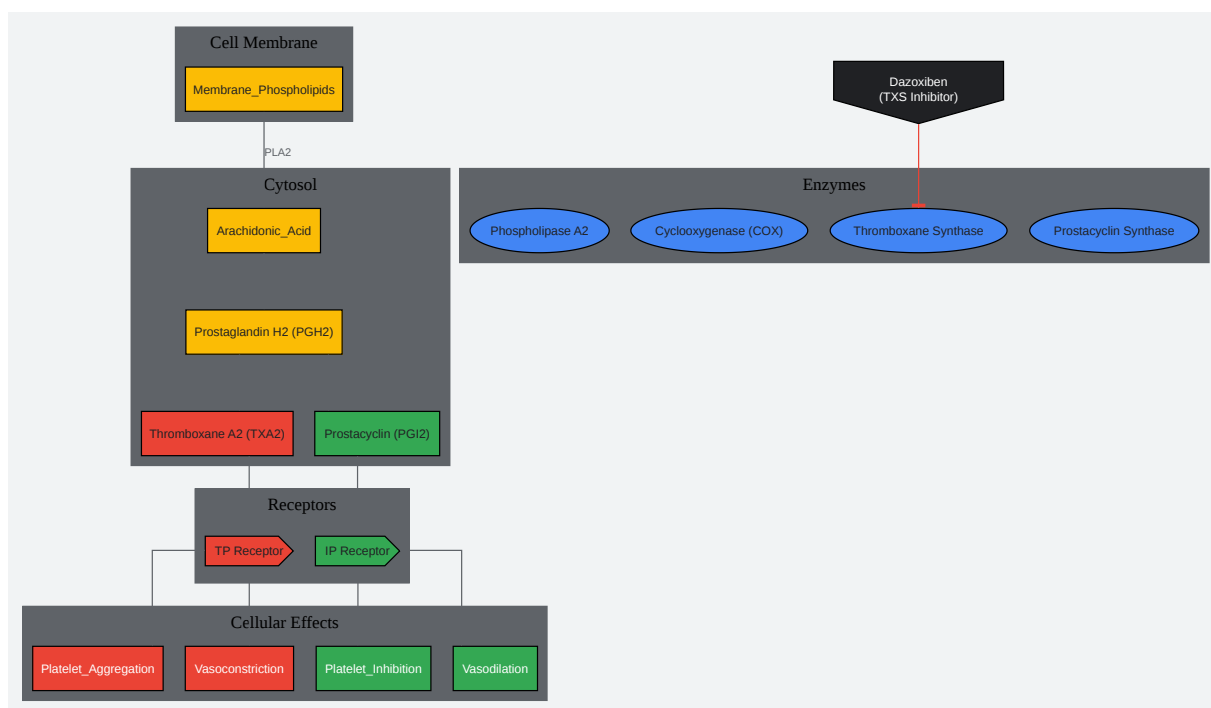 Cell Membrane
Membrane_Phospholipids
Dazoxiben
(TXS Inhibitor)
PLA2
Cytosol
Enzymes
Arachidonic_Acid
Phospholipase A2
Cyclooxygenase (COX)
Thromboxane Synthase
Prostacyclin Synthase
Prostaglandin H2 (PGH2)
Thromboxane A2 (TXA2)
Prostacyclin (PGI2)
Receptors
TP Receptor
IP Receptor
Cellular Effects
Platelet_Aggregation
Vasoconstriction
Platelet_Inhibition
Vasodilation